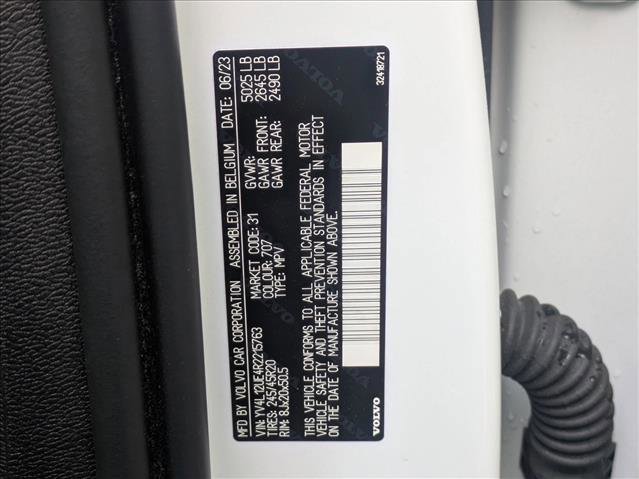 MFD BY VOLVO CAR CORPORATION ASSEMBLED IN BELGIUM DATE: 06/23
VIN: YV4L12UE4R2215763 MARKET CODE: 31 GVWR: 5025 LB
TIRES: 245/45R20 COLOUR: 707 GAWR FRONT: 2645 LB
RIM: 8Jx20x50.5 TYPE: MPV GAWR REAR: 2490 LB
THIS VEHICLE CONFORMS TO ALL APPLICABLE FEDERAL MOTOR
VEHICLE SAFETY AND THEFT PREVENTION STANDARDS IN EFFECT
ON THE DATE OF MANUFACTURE SHOWN ABOVE.
VOLVO 32418721